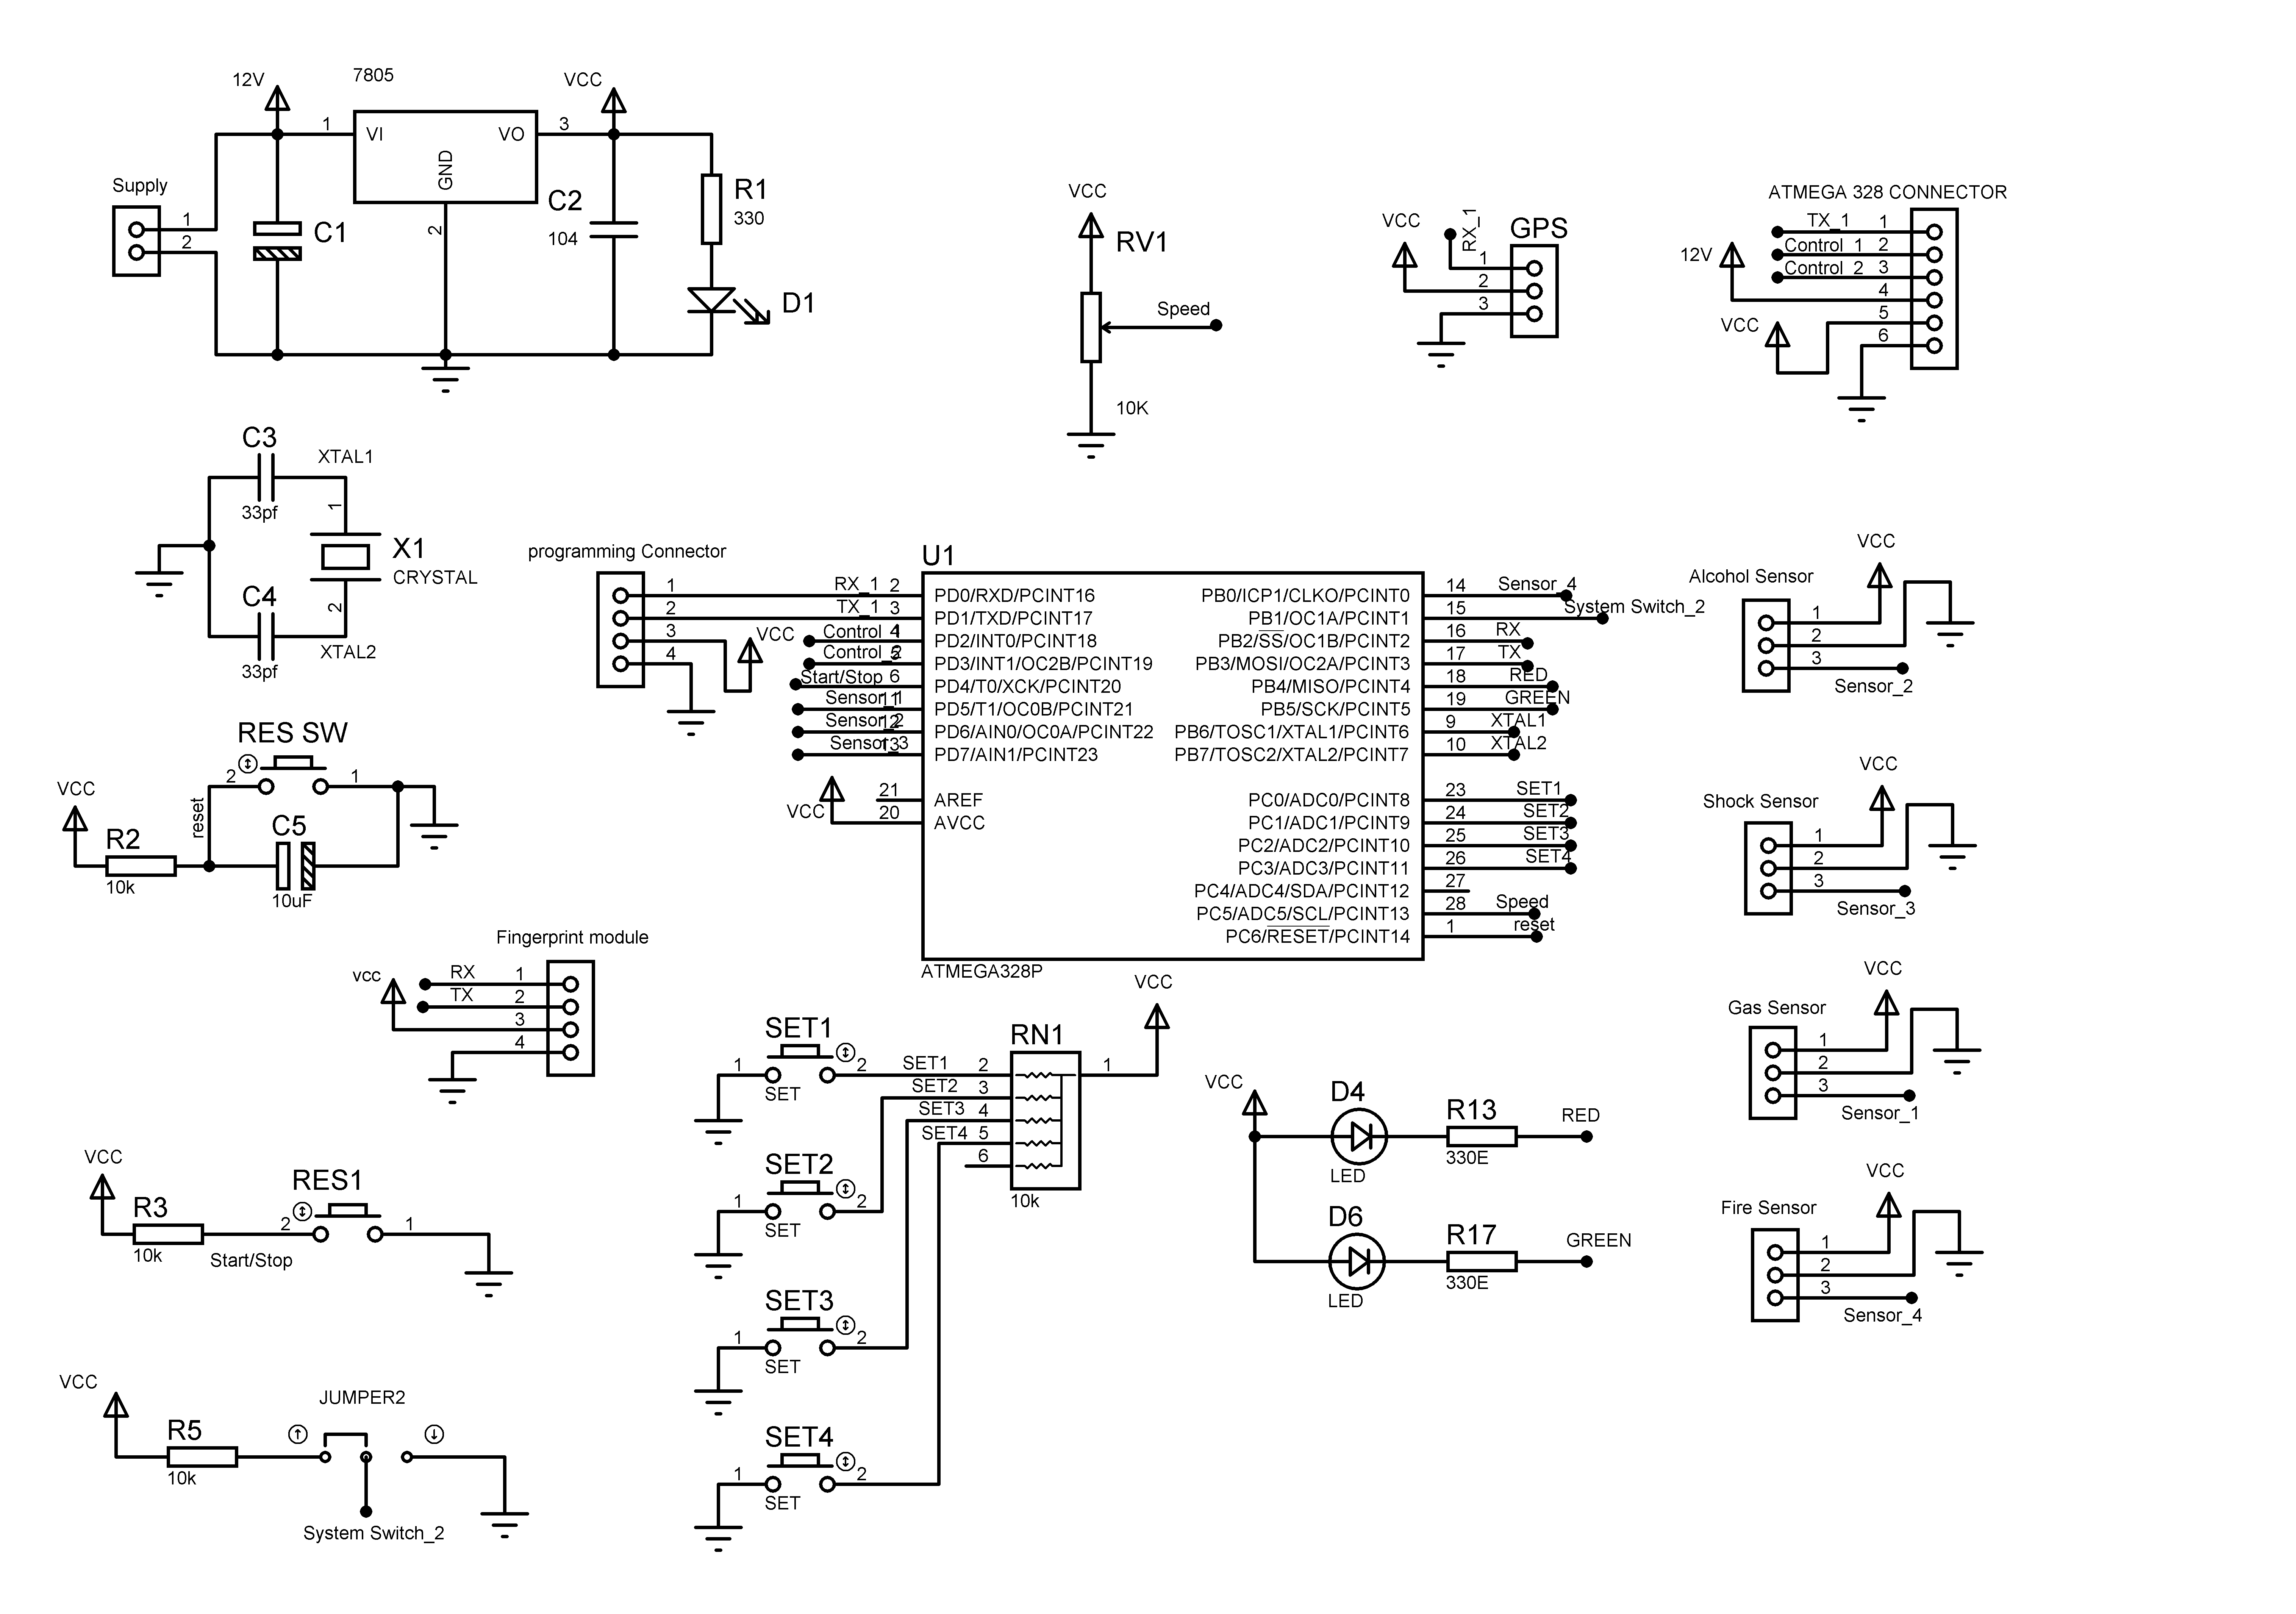 12V
7805
VCC
1
VI
VO
3
GND
2
Supply
1
2
C1
C2
104
R1
330
D1
VCC
RV1
Speed
10K
VCC
RX_1
GPS
1
2
3
ATMEGA 328 CONNECTOR
TX_1 1
Control_1 2
Control_2 3
12V
4
VCC
5
6
C3
XTAL1
33pf
1
X1
CRYSTAL
2
C4
XTAL2
33pf
programming Connector
1
2
3
4
VCC
U1
RX_1 2 PD0/RXD/PCINT16
TX_1 3 PD1/TXD/PCINT17
Control_1 4 PD2/INT0/PCINT18
Control_2 5 PD3/INT1/OC2B/PCINT19
Start/Stop 6 PD4/T0/XCK/PCINT20
Sensor_1 11 PD5/T1/OC0B/PCINT21
Sensor_2 12 PD6/AIN0/OC0A/PCINT22
Sensor_3 13 PD7/AIN1/PCINT23
21 AREF
VCC
20 AVCC
PB0/ICP1/CLKO/PCINT0 14 Sensor_4
PB1/OC1A/PCINT1 15 System Switch_2
PB2/SS/OC1B/PCINT2 16 RX
PB3/MOSI/OC2A/PCINT3 17 TX
PB4/MISO/PCINT4 18 RED
PB5/SCK/PCINT5 19 GREEN
PB6/TOSC1/XTAL1/PCINT6 9 XTAL1
PB7/TOSC2/XTAL2/PCINT7 10 XTAL2
PC0/ADC0/PCINT8 23 SET1
PC1/ADC1/PCINT9 24 SET2
PC2/ADC2/PCINT10 25 SET3
PC3/ADC3/PCINT11 26 SET4
PC4/ADC4/SDA/PCINT12 27
PC5/ADC5/SCL/PCINT13 28 Speed
PC6/RESET/PCINT14 1 reset
ATMEGA328P
VCC
Alcohol Sensor
1
2
3
Sensor_2
VCC
Shock Sensor
1
2
3
Sensor_3
VCC
Gas Sensor
1
2
3
Sensor_1
VCC
Fire Sensor
1
2
3
Sensor_4
RES SW
2
1
VCC
reset
R2
10k
C5
10uF
Fingerprint module
vcc
RX 1
TX 2
3
4
VCC
R3
10k
RES1
2
1
Start/Stop
VCC
R5
10k
JUMPER2
System Switch_2
SET1
1
2
SET
SET2
1
2
SET
SET3
1
2
SET
SET4
1
2
SET
RN1
SET1 2
SET2 3
SET3 4
SET4 5
6
1
VCC
10k
VCC
D4
LED
R13
330E
RED
D6
LED
R17
330E
GREEN